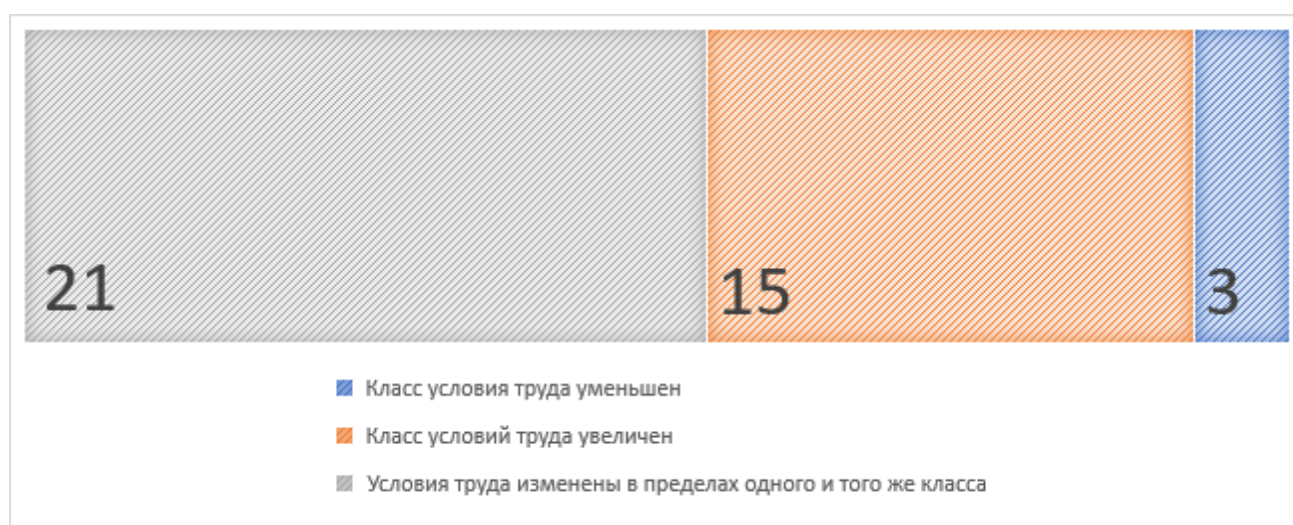 21
15
3
Класс условия труда уменьшен
Класс условий труда увеличен
Условия труда изменены в пределах одного и того же класса